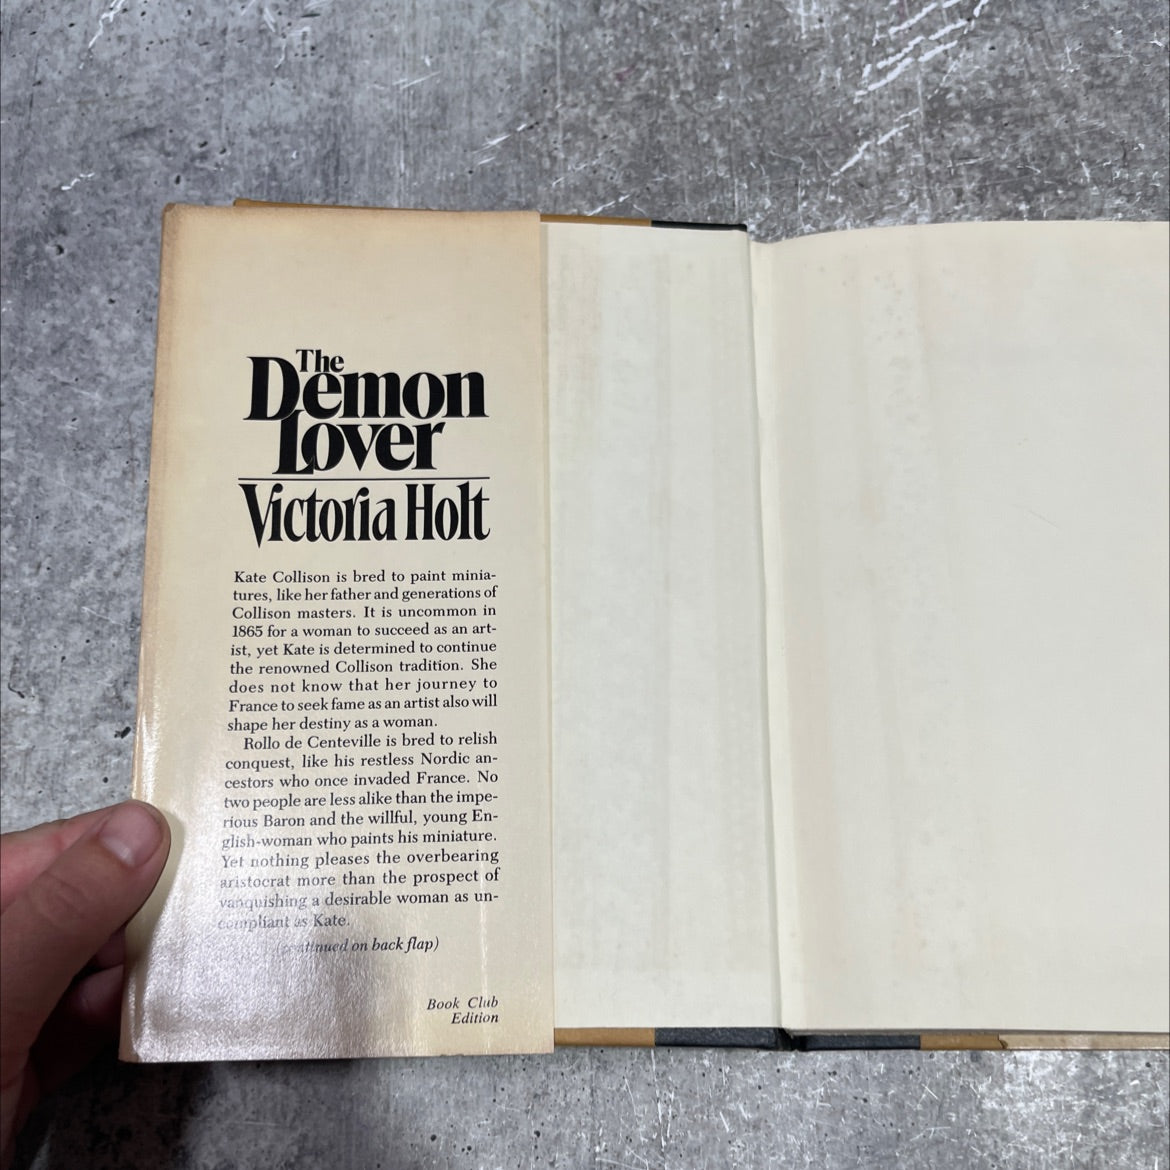 The
Demon
Lover
Victoria Holt
Kate Collison is bred to paint minia-
tures, like her father and generations of
Collison masters. It is uncommon in
1865 for a woman to succeed as an art-
ist, yet Kate is determined to continue
the renowned Collison tradition. She
does not know that her journey to
France to seek fame as an artist also will
shape her destiny as a woman.
Rollo de Centeville is bred to relish
conquest, like his restless Nordic an-
cestors who once invaded France. No
two people are less alike than the impe-
rious Baron and the willful, young En-
glish-woman who paints his miniature.
Yet nothing pleases the overbearing
aristocrat more than the prospect of
vanquishing a desirable woman as un-
compliant as Kate.
(continued on back flap)
Book Club
Edition